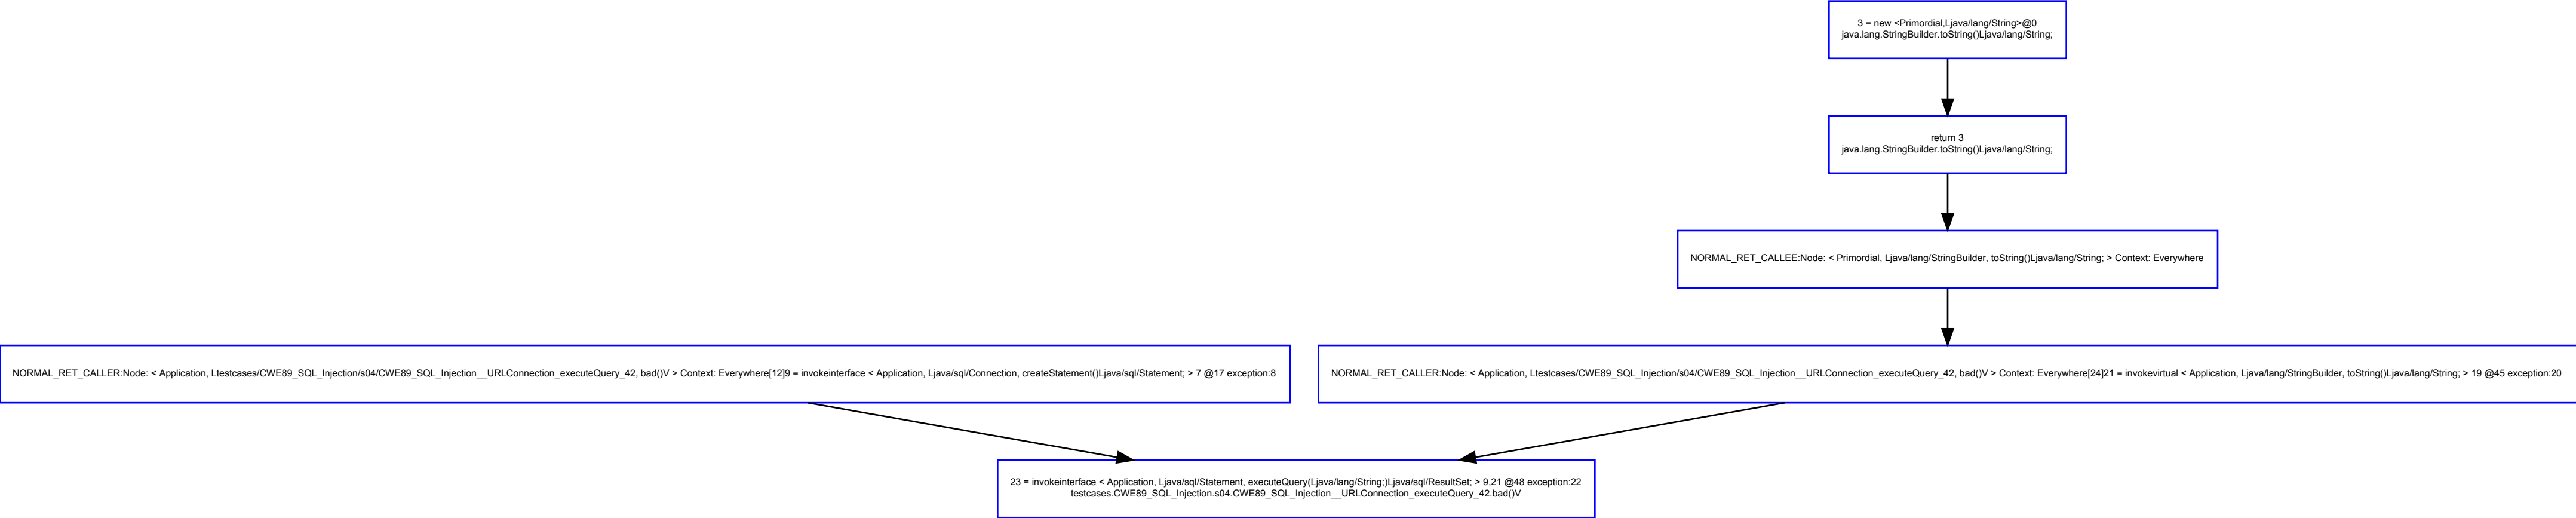 3 = new <Primordial,Ljava/lang/String>@0
java.lang.StringBuilder.toString()Ljava/lang/String;
return 3
java.lang.StringBuilder.toString()Ljava/lang/String;
NORMAL_RET_CALLEE:Node: < Primordial, Ljava/lang/StringBuilder, toString()Ljava/lang/String; > Context: Everywhere
NORMAL_RET_CALLER:Node: < Application, Ltestcases/CWE89_SQL_Injection/s04/CWE89_SQL_Injection__URLConnection_executeQuery_42, bad()V > Context: Everywhere[12]9 = invokeinterface < Application, Ljava/sql/Connection, createStatement()Ljava/sql/Statement; > 7 @17 exception:8
NORMAL_RET_CALLER:Node: < Application, Ltestcases/CWE89_SQL_Injection/s04/CWE89_SQL_Injection__URLConnection_executeQuery_42, bad()V > Context: Everywhere[24]21 = invokevirtual < Application, Ljava/lang/StringBuilder, toString()Ljava/lang/String; > 19 @45 exception:20
23 = invokeinterface < Application, Ljava/sql/Statement, executeQuery(Ljava/lang/String;)Ljava/sql/ResultSet; > 9,21 @48 exception:22
testcases.CWE89_SQL_Injection.s04.CWE89_SQL_Injection__URLConnection_executeQuery_42.bad()V